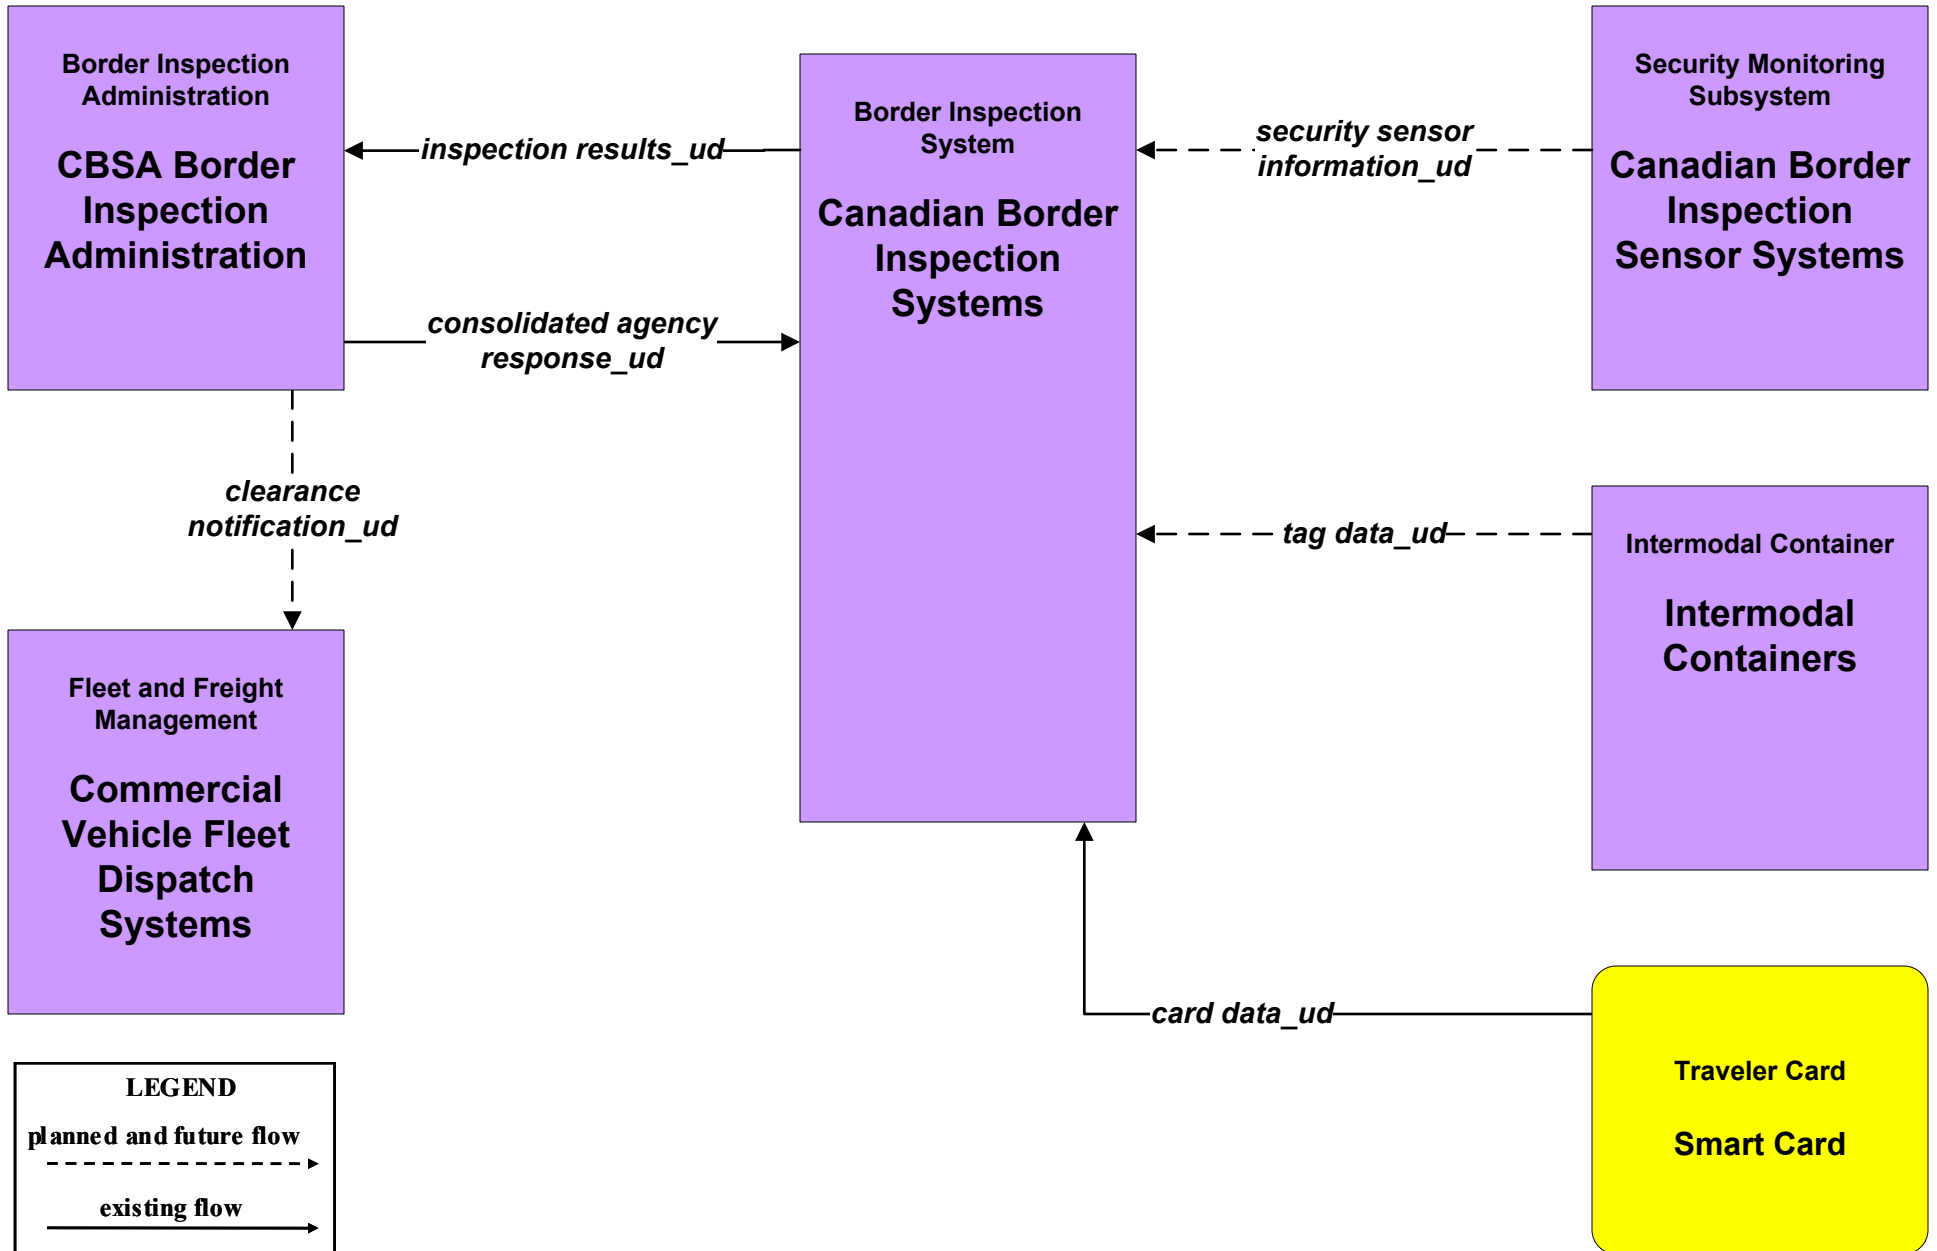 Border Inspection
Administration
CBSA Border
Inspection
Administration
inspection results_ud
consolidated agency
response_ud
Border Inspection
System
Canadian Border
Inspection
Systems
security sensor
information_ud
Security Monitoring
Subsystem
Canadian Border
Inspection
Sensor Systems
clearance
notification_ud
tag data_ud
Intermodal Container
Intermodal
Containers
Fleet and Freight
Management
Commercial
Vehicle Fleet
Dispatch
Systems
card data_ud
Traveler Card
Smart Card
LEGEND
planned and future flow
existing flow